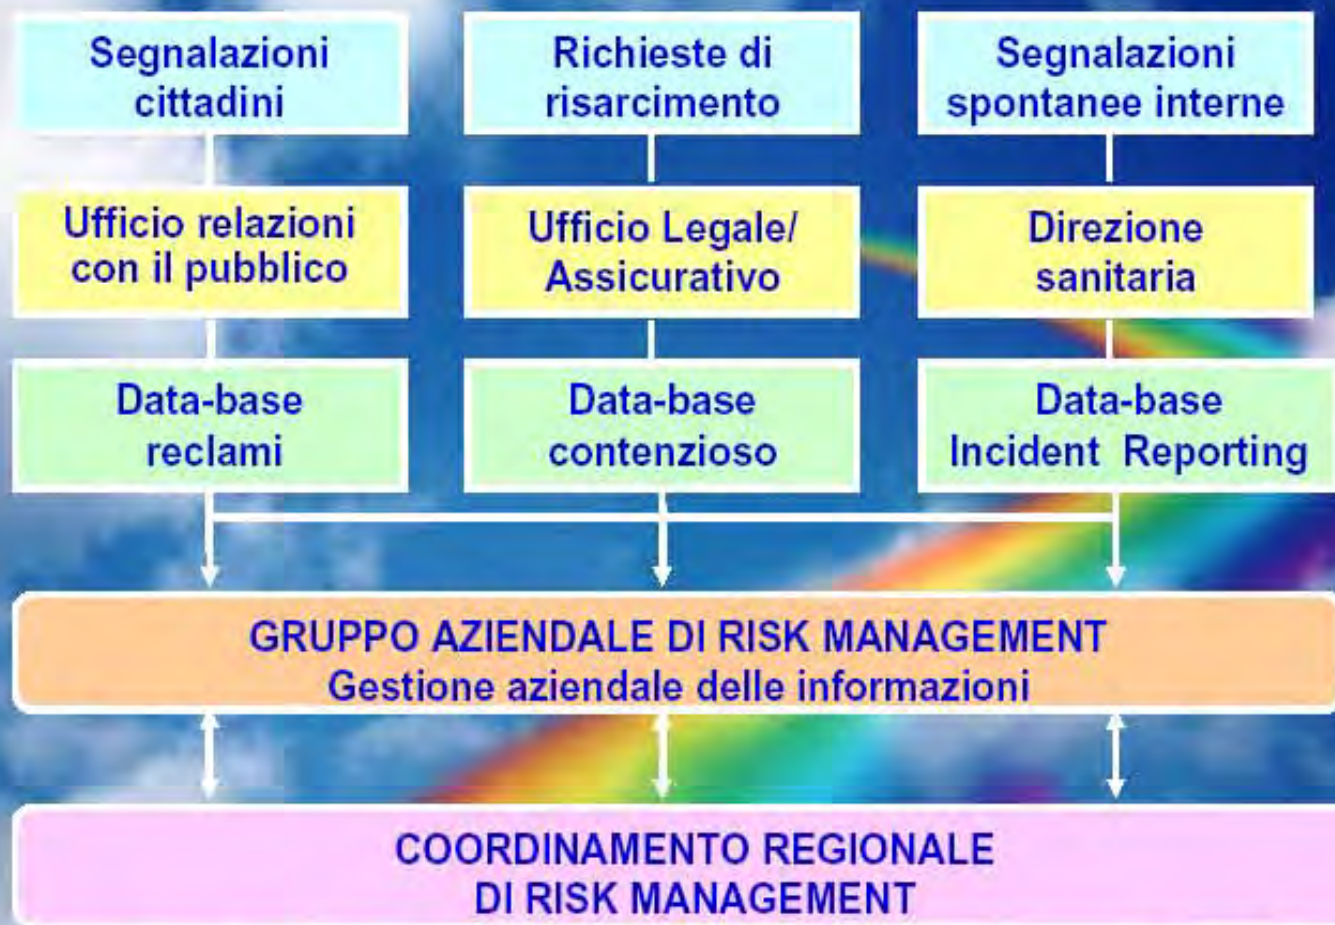 Segnalazioni
cittadini
Richieste di
risarcimento
Segnalazioni
spontanee interne
Ufficio relazioni
con il pubblico
Ufficio Legale/
Assicurativo
Direzione
sanitaria
Data-base
reclami
Data-base
contenzioso
Data-base
Incident Reporting
GRUPPO AZIENDALE DI RISK MANAGEMENT
Gestione aziendale delle informazioni
COORDINAMENTO REGIONALE
DI RISK MANAGEMENT